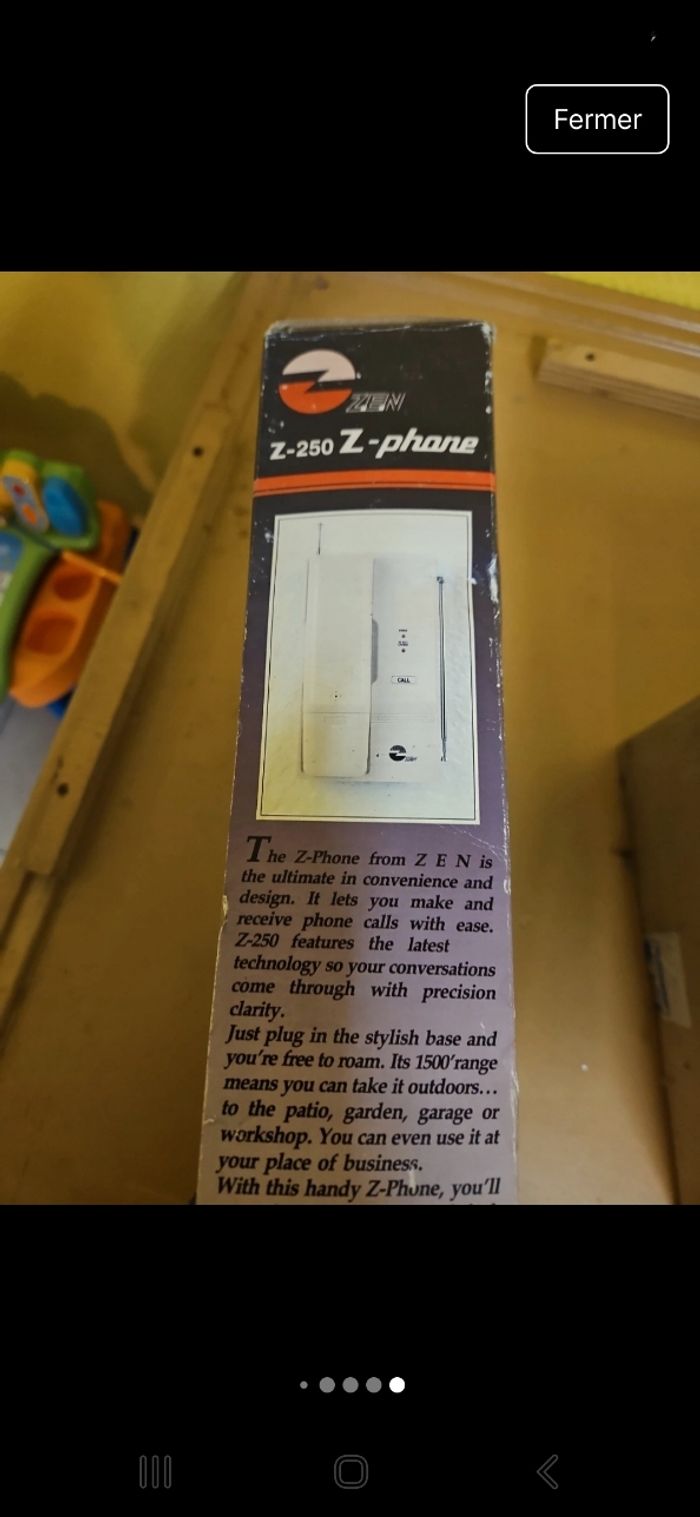 Fermer
ZEN
Z-250 Z-phone
CALL
The Z-Phone from Z E N is
the ultimate in convenience and
design. It lets you make and
receive phone calls with ease.
Z-250 features the latest
technology so your conversations
come through with precision
clarity.
Just plug in the stylish base and
you're free to roam. Its 1500'range
means you can take it outdoors...
to the patio, garden, garage or
workshop. You can even use it at
your place of business.
With this handy Z-Phone, you'll